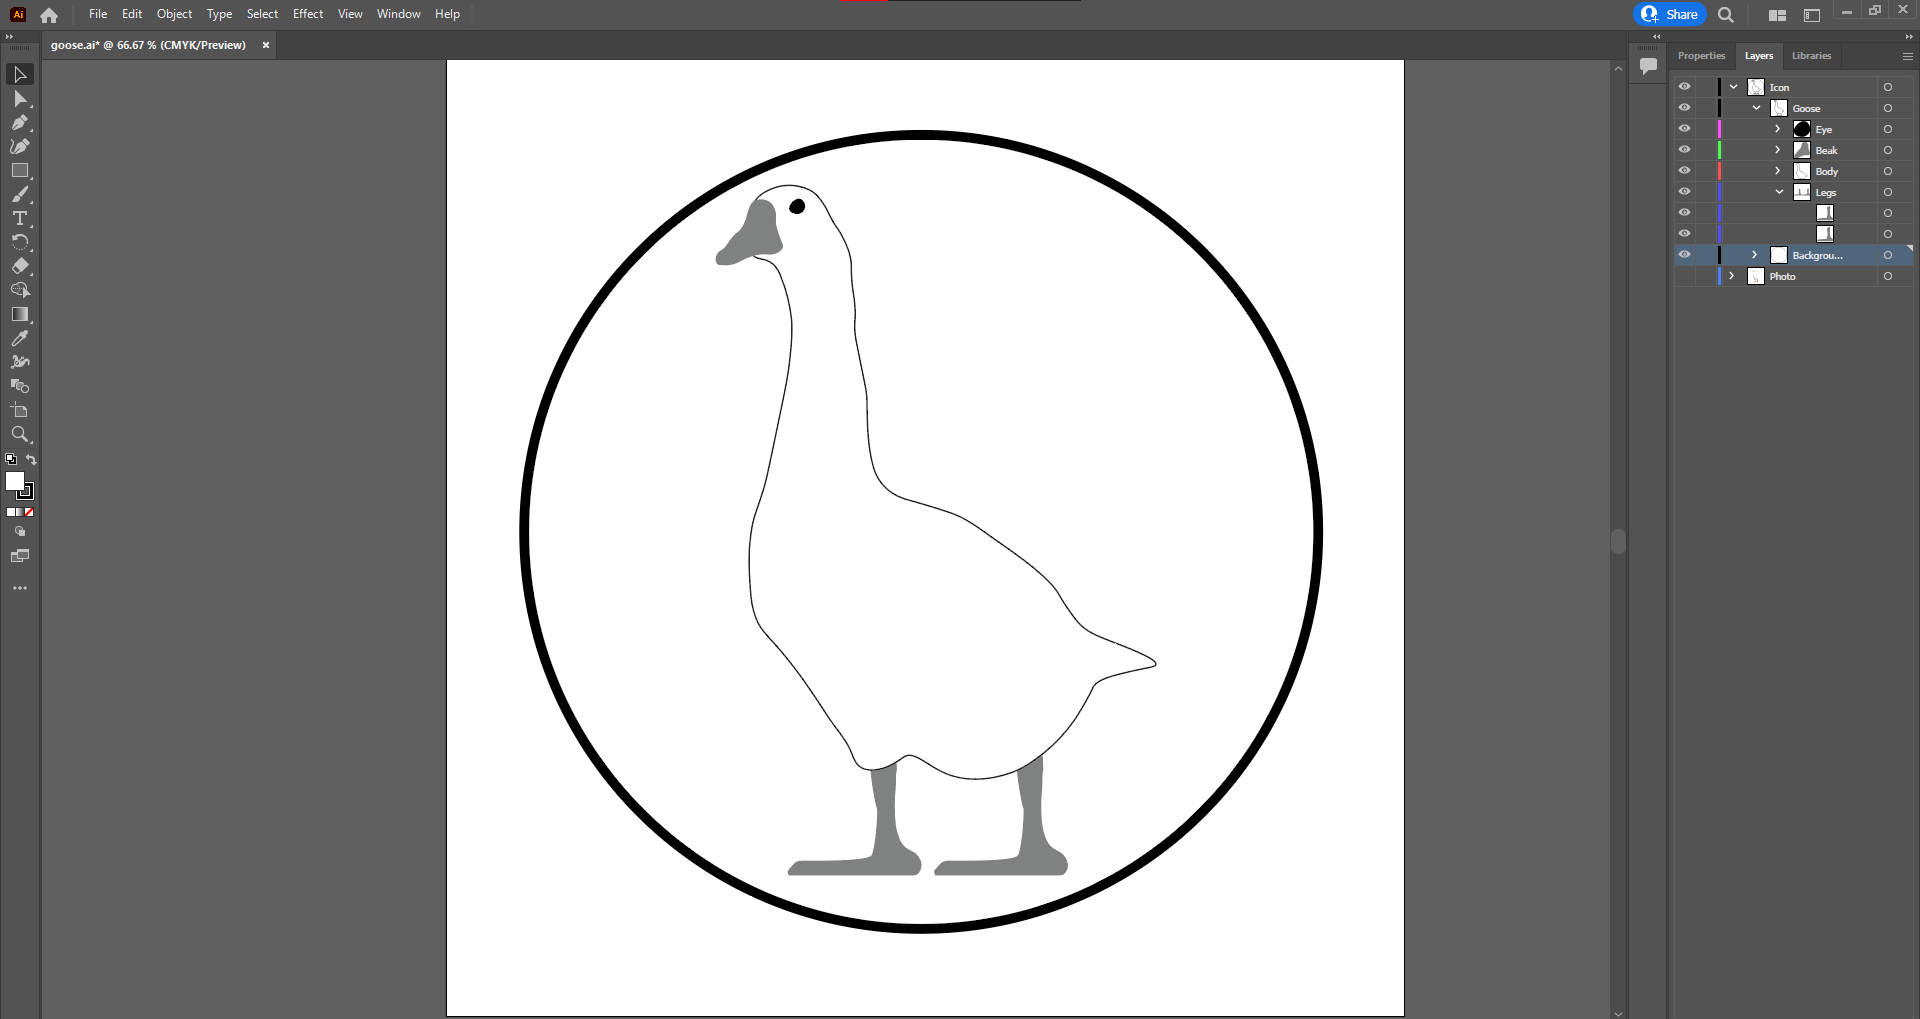 Ai File Edit Object Type Select Effect View Window Help Share
goose.ai* @ 66.67 % (CMYK/Preview) ×
Properties Layers Libraries
Icon
Goose
Eye
Beak
Body
Legs
Backgrou...
Photo